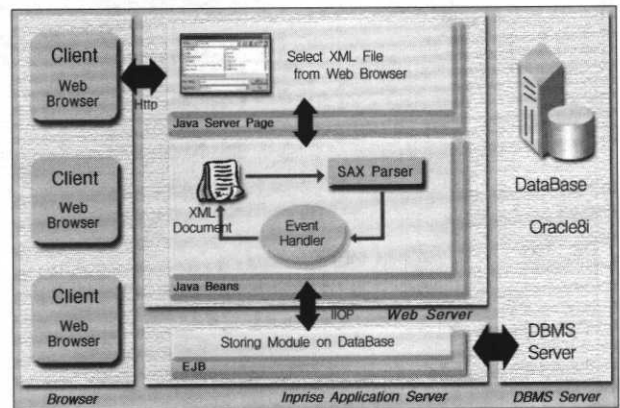 Client
Web
Browser
Client
Web
Browser
Client
Web
Browser
Browser
Http
Select XML File
from Web Browser
Java Server Page
XML
Document
SAX Parser
Event
Handler
Java Beans
IIOP
Web Server
Storing Module on DataBase
EJB
Inprise Application Server
DataBase
Oracle8i
DBMS
Server
DBMS Server